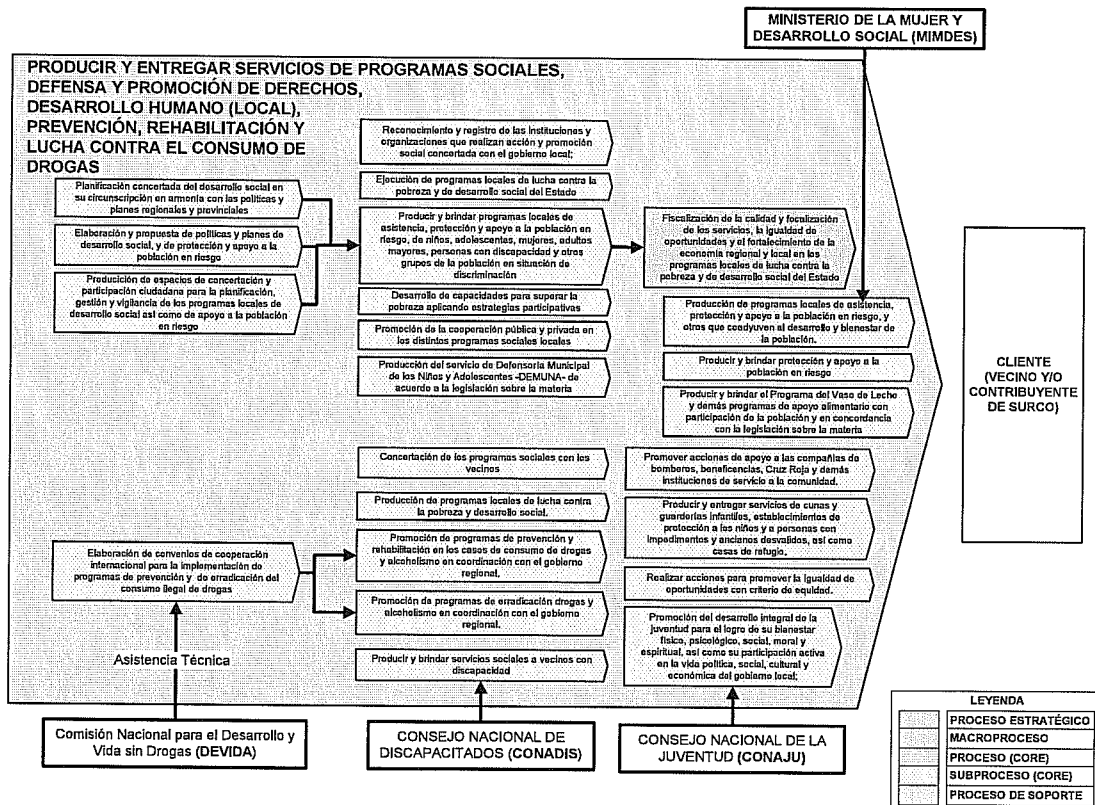 MINISTERIO DE LA MUJER Y
DESARROLLO SOCIAL (MIMDES)
PRODUCIR Y ENTREGAR SERVICIOS DE PROGRAMAS SOCIALES,
DEFENSA Y PROMOCIÓN DE DERECHOS,
DESARROLLO HUMANO (LOCAL),
PREVENCIÓN, REHABILITACIÓN Y
LUCHA CONTRA EL CONSUMO DE
DROGAS
Planificación concertada del desarrollo social en
su circunscripción en armonía con las políticas y
planes regionales y provinciales
Elaboración y propuesta de políticas y planes de
desarrollo social, y de protección y apoyo a la
población en riesgo
Produción de espacios de concertación y
participación ciudadana para la planificación,
gestión y vigilancia de los programas locales de
desarrollo social así como de apoyo a la población
en riesgo
Reconocimiento y registro de las instituciones y
organizaciones que realizan acción y promoción
social concertada con el gobierno local;
Ejecución de programas locales de lucha contra la
pobreza y de desarrollo social del Estado
Producir y brindar programas locales de
asistencia, protección y apoyo a la población en
riesgo, de niños, adolescentes, mujeres, adultos
mayores, personas con discapacidad y otros
grupos de la población en situación de
discriminación
Desarrollo de capacidades para superar la
pobreza aplicando estrategias participativas
Promoción de la cooperación pública y privada en
los distintos programas sociales locales
Producción del servicio de Defensoría Municipal
de los Niños y Adolescentes -DEMUNA- de
acuerdo a la legislación sobre la materia
Fiscalización de la calidad y focalización
de los servicios, la igualdad de
oportunidades y el fortalecimiento de la
economía regional y local en los
programas locales de lucha contra la
pobreza y de desarrollo social del Estado
Producción de programas locales de asistencia,
protección y apoyo a la población en riesgo, y
otros que coadyuven al desarrollo y bienestar de
la población.
Producir y brindar protección y apoyo a la
población en riesgo
Producir y brindar el Programa del Vaso de Leche y
demás programas de apoyo alimentario con
participación de la población y en concordancia
con la legislación sobre la materia
CLIENTE
(VECINO Y/O
CONTRIBUYENTE
DE SURCO)
Elaboración de convenios de cooperación
internacional para la implementación de
programas de prevención y de erradicación del
consumo ilegal de drogas
Concertación de los programas sociales con los
vecinos
Producción de programas locales de lucha contra
la pobreza y desarrollo social.
Promoción de programas de prevención y
rehabilitación en los casos de consumo de drogas
y alcoholismo en coordinación con el gobierno
regional.
Promoción de programas de erradicación drogas y
alcoholismo en coordinación con el gobierno
regional.
Producir y brindar servicios sociales a vecinos con
discapacidad
Promover acciones de apoyo a las compañías de
bomberos, beneficencias, Cruz Roja y demás
instituciones de servicio a la comunidad.
Producir y entregar servicios de cunas y
guarderías infantiles, establecimientos de
protección a los niños y a personas con
impedimentos y ancianos desvalidos, así como
casas de refugio.
Realizar acciones para promover la igualdad de
oportunidades con criterio de equidad.
Promoción del desarrollo integral de la
juventud para el logro de su bienestar
físico, psicológico, social, moral y
espiritual, así como su participación activa
en la vida política, social, cultural y
económica del gobierno local;
Asistencia Técnica
Comisión Nacional para el Desarrollo y
Vida sin Drogas (DEVIDA)
CONSEJO NACIONAL DE
DISCAPACITADOS (CONADIS)
CONSEJO NACIONAL DE LA
JUVENTUD (CONAJU)
LEYENDA
PROCESO ESTRATÉGICO
MACROPROCESO
PROCESO (CORE)
SUBPROCESO (CORE)
PROCESO DE SOPORTE